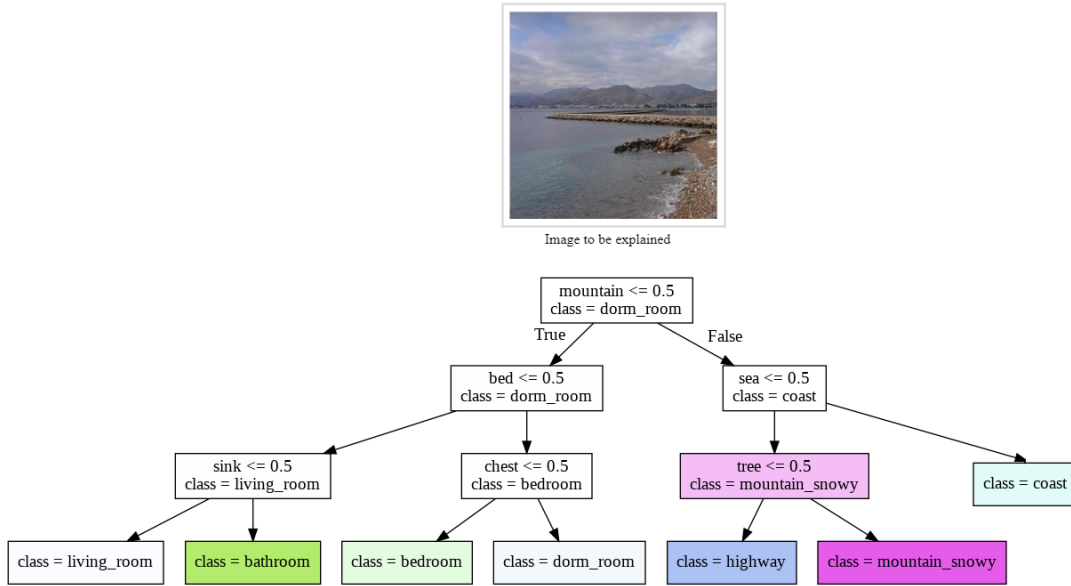 Image to be explained
mountain <= 0.5
class = dorm_room
True
False
bed <= 0.5
class = dorm_room
sea <= 0.5
class = coast
sink <= 0.5
class = living_room
chest <= 0.5
class = bedroom
tree <= 0.5
class = mountain_snowy
class = coast
class = living_room
class = bathroom
class = bedroom
class = dorm_room
class = highway
class = mountain_snowy